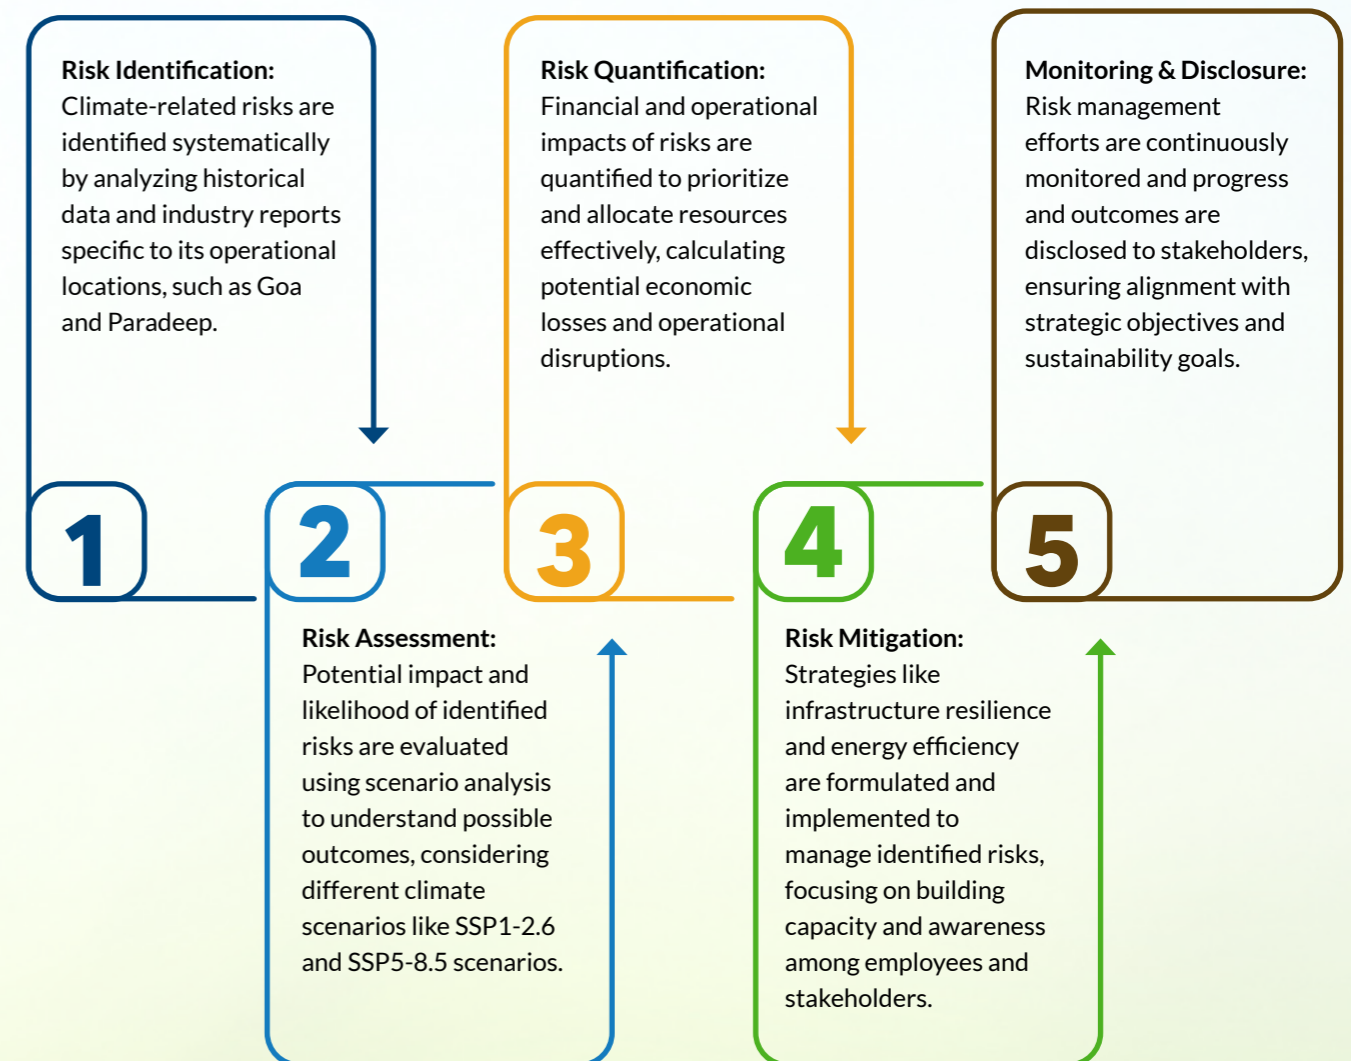 1
Risk Identification:
Climate-related risks are
identified systematically
by analyzing historical
data and industry reports
specific to its operational
locations, such as Goa
and Paradeep.
2
Risk Assessment:
Potential impact and
likelihood of identified
risks are evaluated
using scenario analysis
to understand possible
outcomes, considering
different climate
scenarios like SSP1-2.6
and SSP5-8.5 scenarios.
3
Risk Quantification:
Financial and operational
impacts of risks are
quantified to prioritize
and allocate resources
effectively, calculating
potential economic
losses and operational
disruptions.
4
Risk Mitigation:
Strategies like
infrastructure resilience
and energy efficiency
are formulated and
implemented to
manage identified risks,
focusing on building
capacity and awareness
among employees and
stakeholders.
5
Monitoring & Disclosure:
Risk management
efforts are continuously
monitored and progress
and outcomes are
disclosed to stakeholders,
ensuring alignment with
strategic objectives and
sustainability goals.